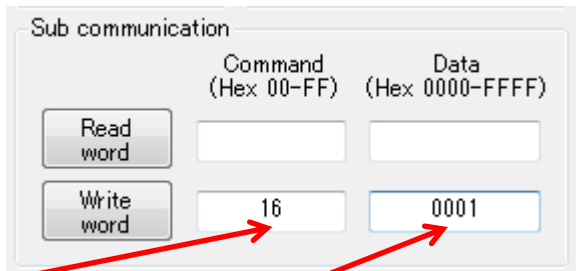 Sub communication
Command Data
(Hex 00-FF) (Hex 0000-FFFF)
Read
word
Write
word
16 0001